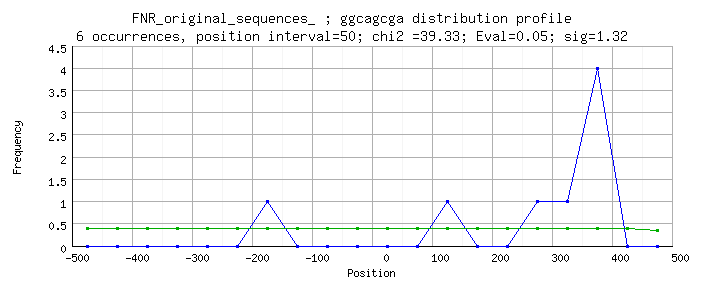 FNR_original_sequences_ ; ggcagcga distribution profile
6 occurrences, position interval=50; chi2 =39.33; Eval=0.05; sig=1.32
4.5
4
3.5
3
2.5
2
1.5
1
0.5
0
Frequency
-500 -400 -300 -200 -100 0 100 200 300 400 500
Position